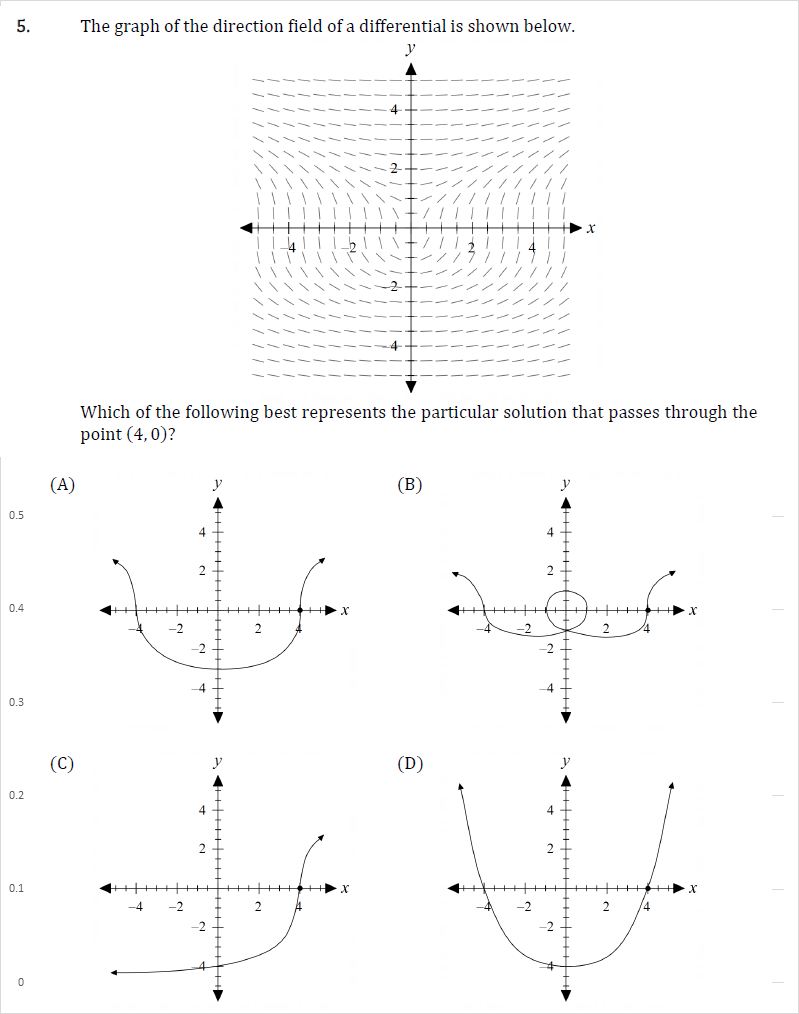 5. The graph of the direction field of a differential is shown below.
y
4
2
x
−4 −2 2 4
−2
−4
Which of the following best represents the particular solution that passes through the
point (4, 0)?
(A) y (B) y
0.5
4 4
2 2
0.4 x x
−4 −2 2 4 −4 −2 2 4
−2 −2
−4 −4
0.3
(C) y (D) y
0.2
4 4
2 2
0.1 x x
−4 −2 2 4 −4 −2 2 4
−2 −2
−4 −4
0